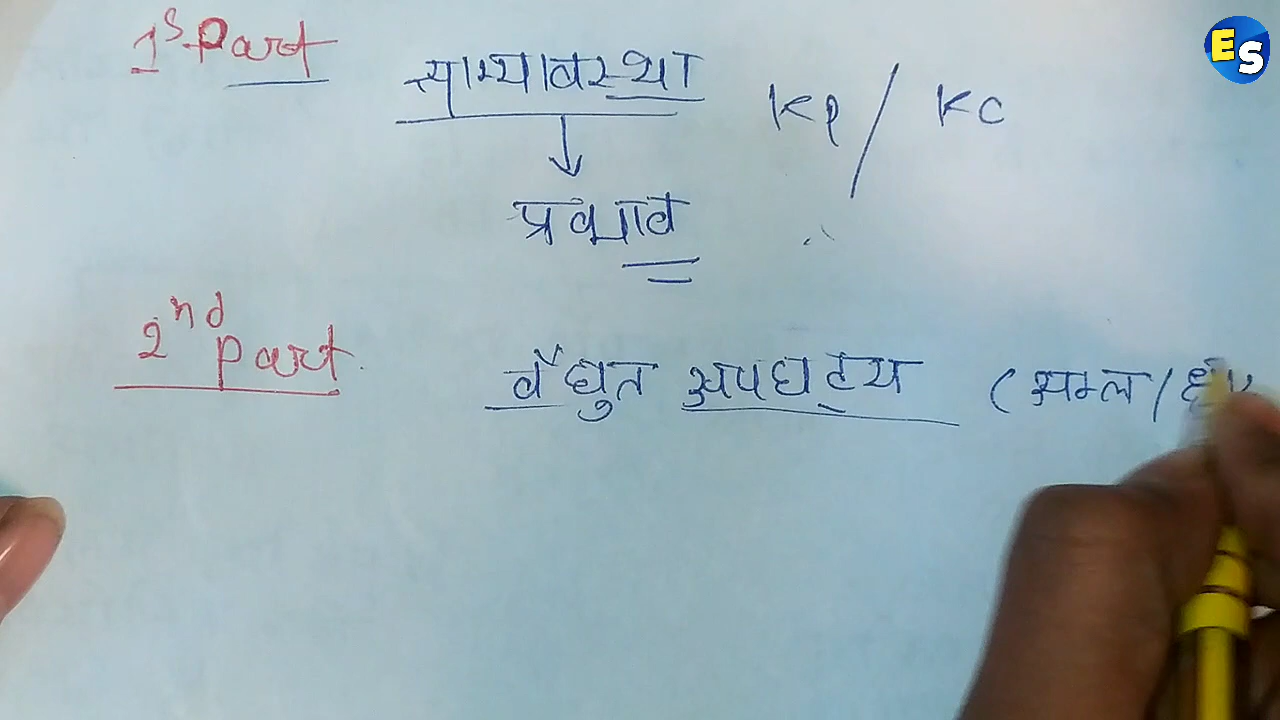 1st Part
साम्यावस्था Kp / Kc
प्रभाव
2nd Part
वैधुत अपघट्य (अम्ल/
ES